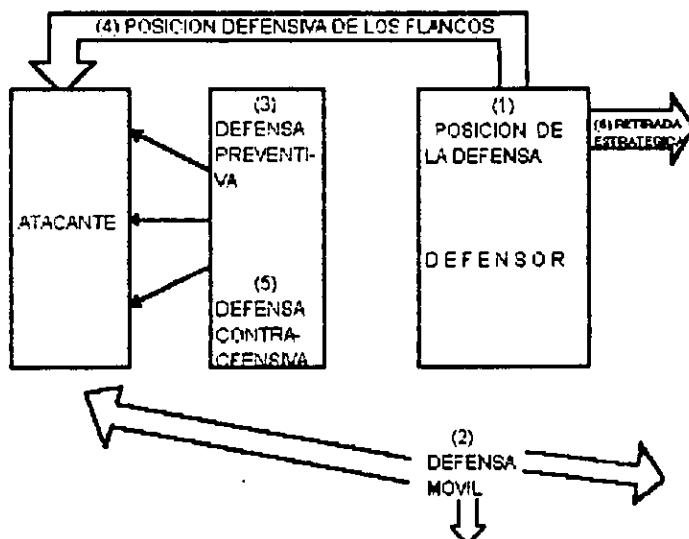 (4) POSICION DEFENSIVA DE LOS FLANCOS
(3)
DEFENSA
PREVENTI-
VA
(1)
POSICION DE
LA DEFENSA
(6) RETIRADA
ESTRATEGICA
ATACANTE
DEFENSOR
(5)
DEFENSA
CONTRA-
OFENSIVA
(2)
DEFENSA
MOVIL